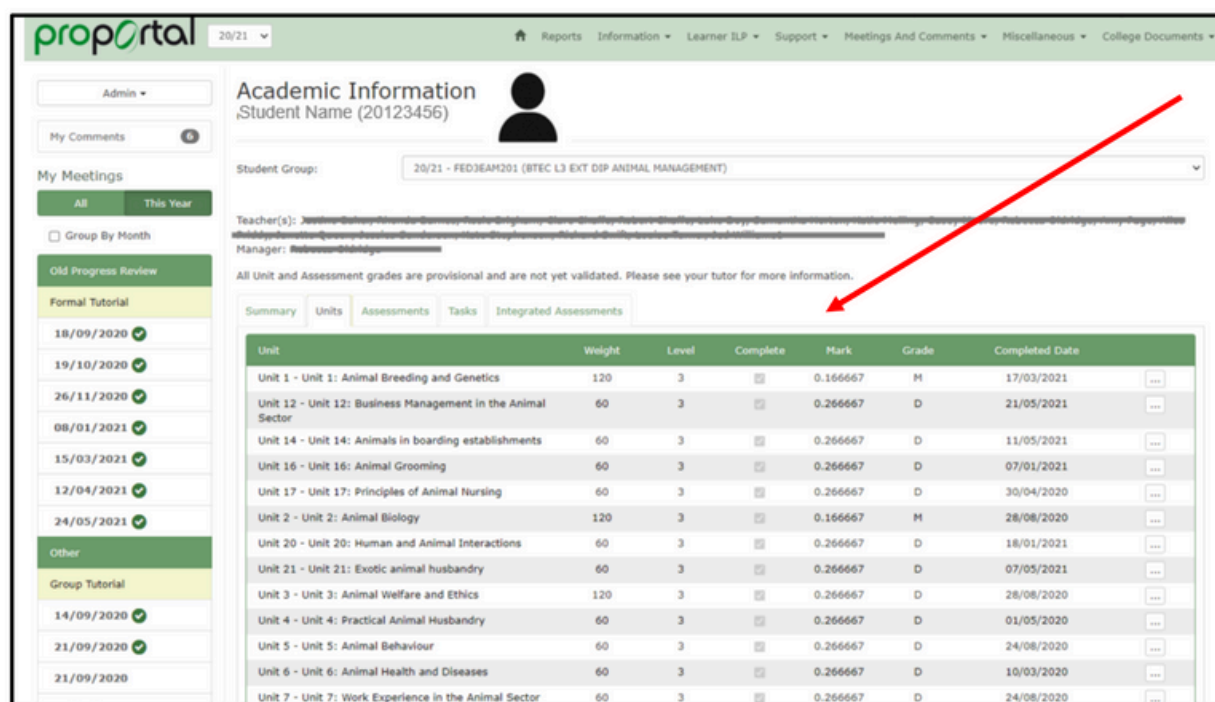 proportal
20/21
Reports Information Learner ILP Support Meetings And Comments Miscellaneous College Documents
Admin
My Comments 6
My Meetings
All This Year
Group By Month
Old Progress Review
Formal Tutorial
18/09/2020
19/10/2020
26/11/2020
08/01/2021
15/03/2021
12/04/2021
24/05/2021
Other
Group Tutorial
14/09/2020
21/09/2020
21/09/2020
Academic Information
Student Name (20123456)
Student Group: 20/21 - FED3EAM201 (BTEC L3 EXT DIP ANIMAL MANAGEMENT)
Teacher(s):
Manager:
All Unit and Assessment grades are provisional and are not yet validated. Please see your tutor for more information.
Summary Units Assessments Tasks Integrated Assessments
Unit Weight Level Complete Mark Grade Completed Date
Unit 1 - Unit 1: Animal Breeding and Genetics 120 3 0.166667 M 17/03/2021 ...
Unit 12 - Unit 12: Business Management in the Animal 60 3 0.266667 D 21/05/2021 ...
Sector
Unit 14 - Unit 14: Animals in boarding establishments 60 3 0.266667 D 11/05/2021 ...
Unit 16 - Unit 16: Animal Grooming 60 3 0.266667 D 07/01/2021 ...
Unit 17 - Unit 17: Principles of Animal Nursing 60 3 0.266667 D 30/04/2020 ...
Unit 2 - Unit 2: Animal Biology 120 3 0.166667 M 28/08/2020 ...
Unit 20 - Unit 20: Human and Animal Interactions 60 3 0.266667 D 18/01/2021 ...
Unit 21 - Unit 21: Exotic animal husbandry 60 3 0.266667 D 07/05/2021 ...
Unit 3 - Unit 3: Animal Welfare and Ethics 120 3 0.266667 D 28/08/2020 ...
Unit 4 - Unit 4: Practical Animal Husbandry 60 3 0.266667 D 01/05/2020 ...
Unit 5 - Unit 5: Animal Behaviour 60 3 0.266667 D 24/08/2020 ...
Unit 6 - Unit 6: Animal Health and Diseases 60 3 0.266667 D 10/03/2020 ...
Unit 7 - Unit 7: Work Experience in the Animal Sector 60 3 0.266667 D 24/08/2020